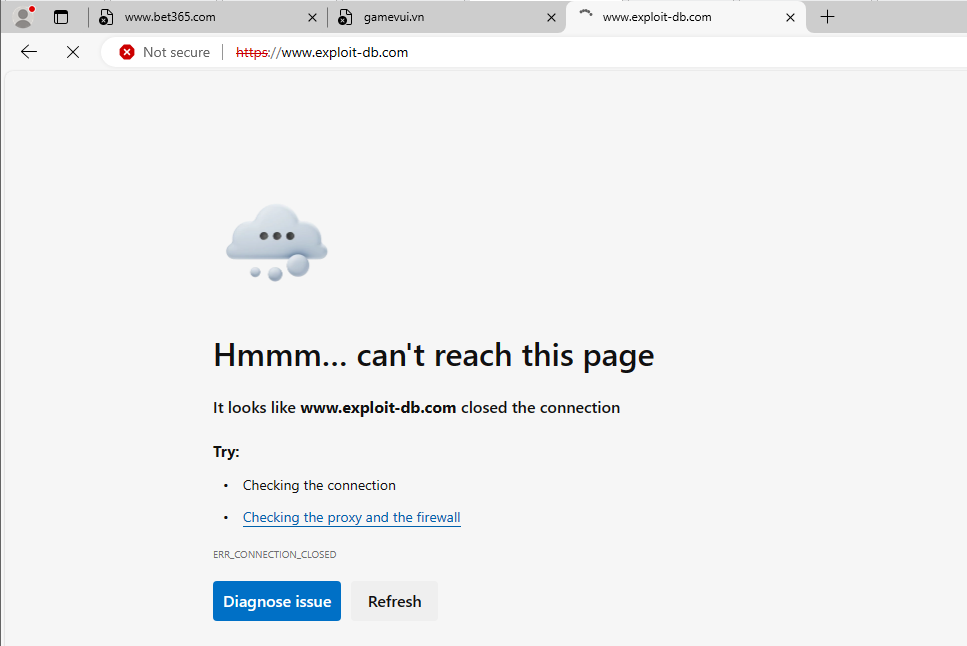 www.bet365.com
gamevui.vn
www.exploit-db.com
Not secure
https://www.exploit-db.com
Hmmm... can't reach this page
It looks like www.exploit-db.com closed the connection
Try:
• Checking the connection
• Checking the proxy and the firewall
ERR_CONNECTION_CLOSED
Diagnose issue
Refresh